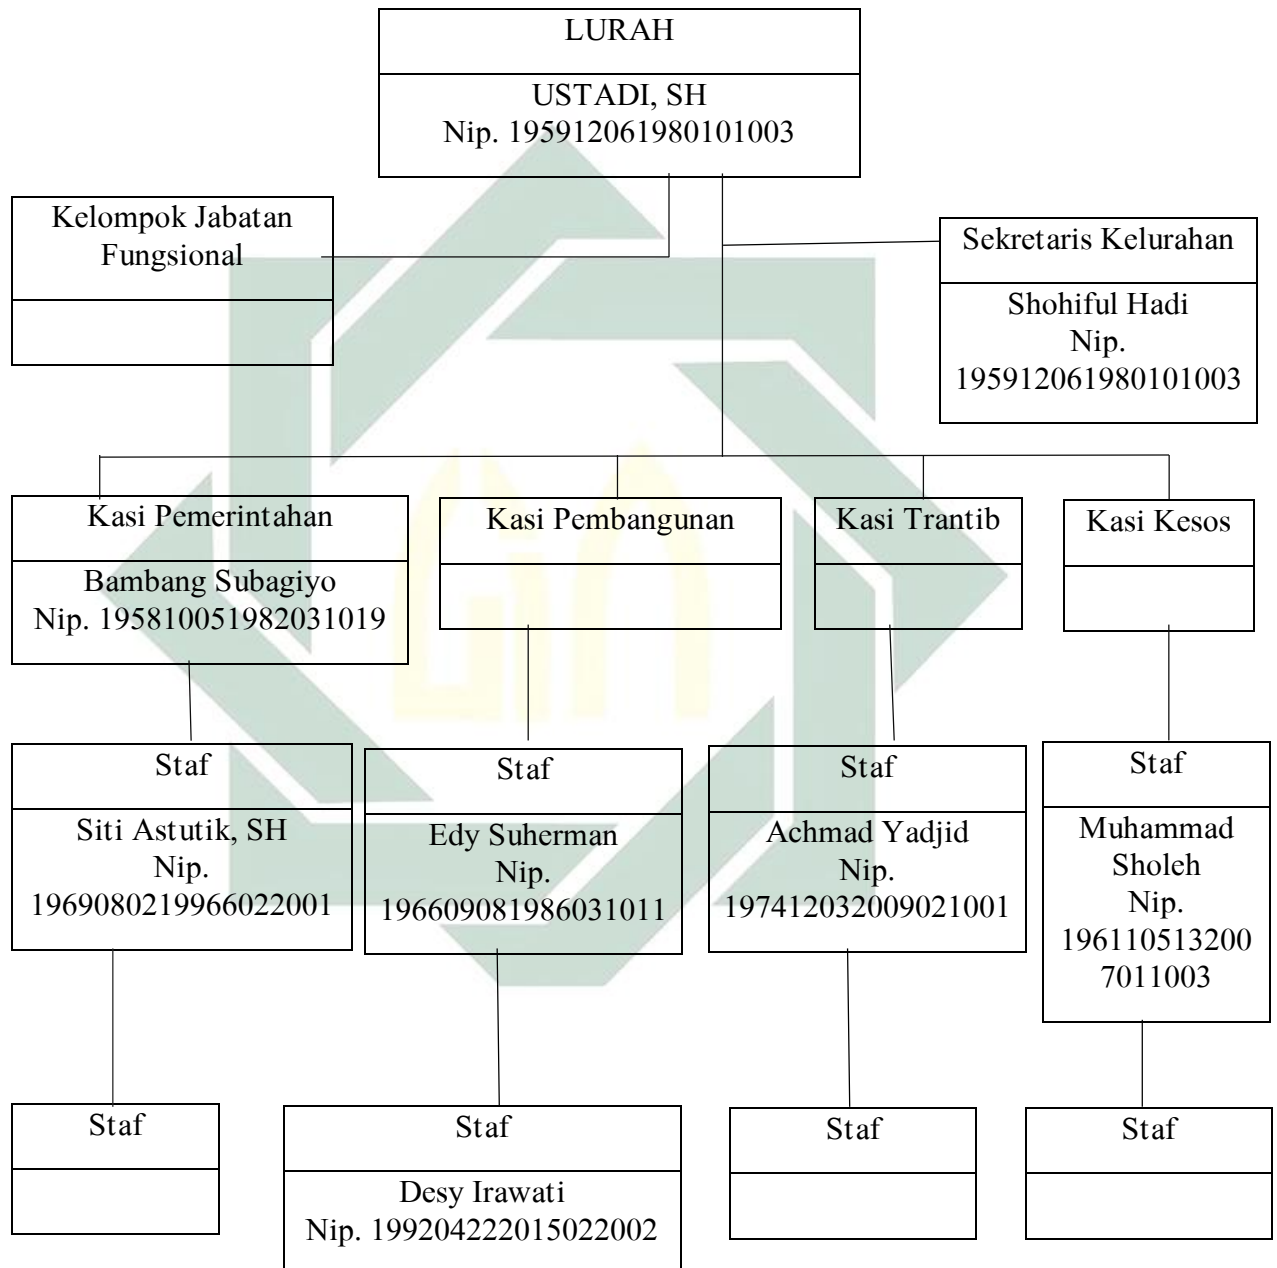 LURAH
USTADI, SH
Nip. 195912061980101003
Kelompok Jabatan
Fungsional
Sekretaris Kelurahan
Shohiful Hadi
Nip.
195912061980101003
Kasi Pemerintahan
Bambang Subagiyo
Nip. 195810051982031019
Kasi Pembangunan
Kasi Trantib
Kasi Kesos
Staf
Siti Astutik, SH
Nip.
1969080219966022001
Staf
Edy Suherman
Nip.
196609081986031011
Staf
Achmad Yadjid
Nip.
197412032009021001
Staf
Muhammad
Sholeh
Nip.
196110513200
7011003
Staf
Staf
Desy Irawati
Nip. 199204222015022002
Staf
Staf